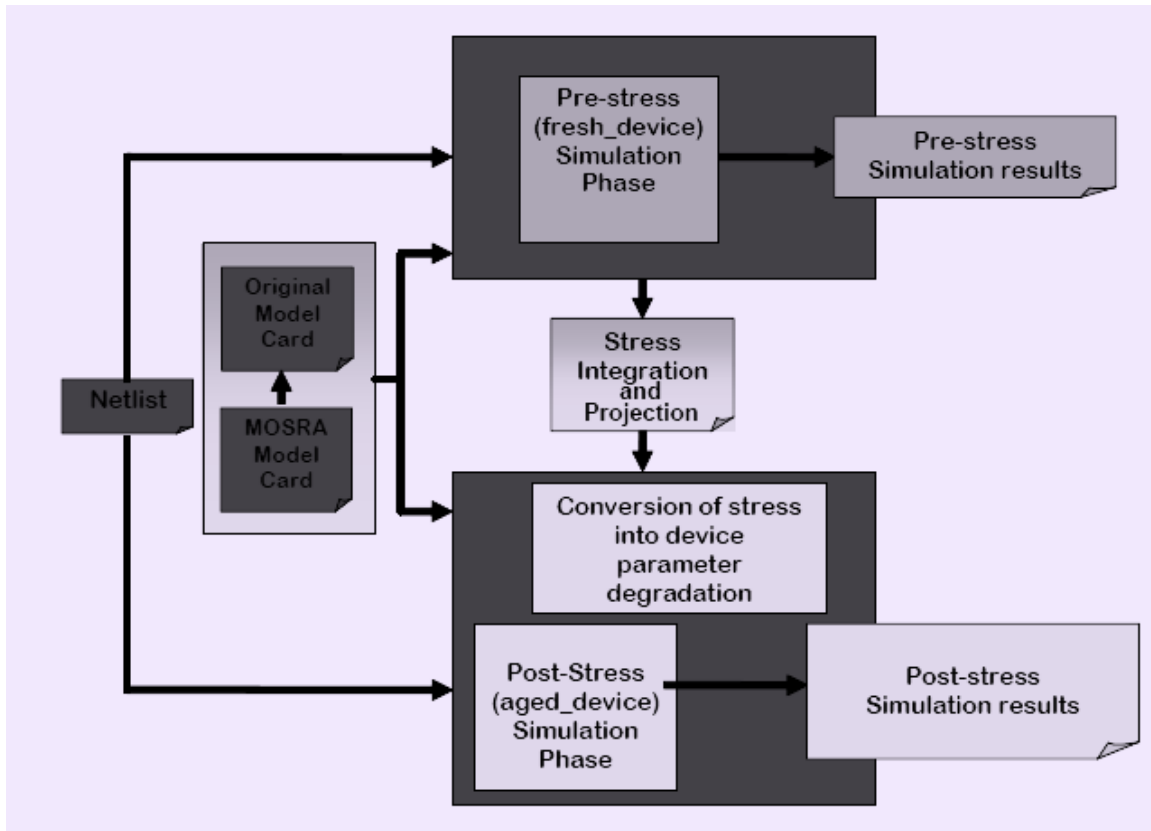 Pre-stress
(fresh_device)
Simulation
Phase
Pre-stress
Simulation results
Original
Model
Card
Netlist
MOSRA
Model
Card
Stress
Integration
and
Projection
Conversion of stress
into device
parameter
degradation
Post-Stress
(aged_device)
Simulation
Phase
Post-stress
Simulation results